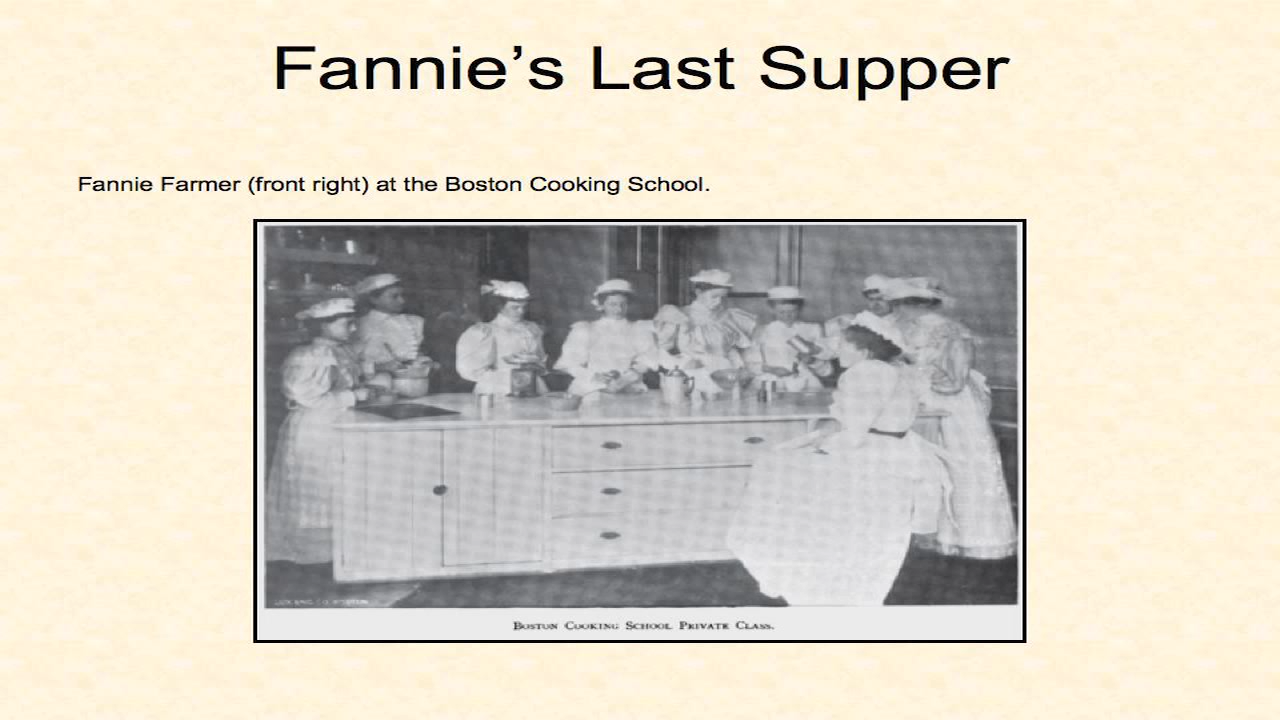 Fannie’s Last Supper
Fannie Farmer (front right) at the Boston Cooking School.
BOSTON COOKING SCHOOL PRIVATE CLASS.